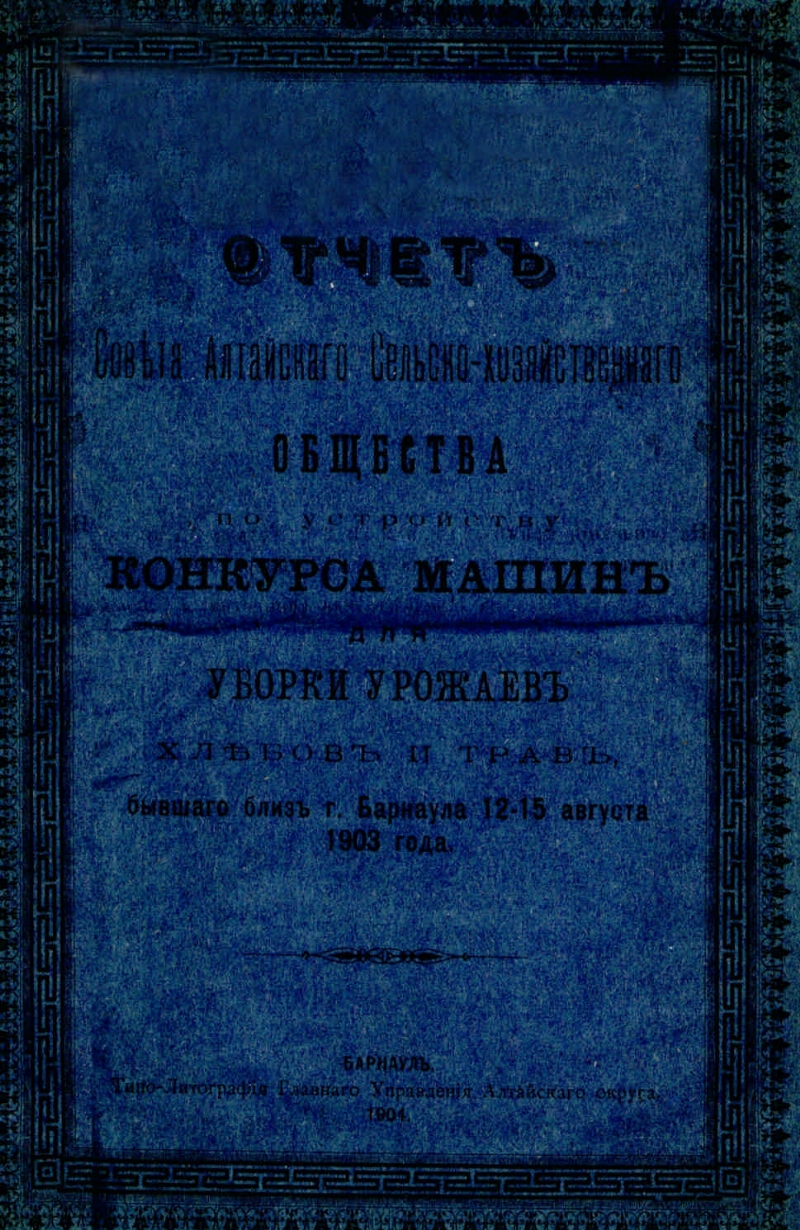 ОТЧЕТЪ
Совѣта Алтайскаго Сельско-хозяйственнаго
ОБЩЕСТВА
по устройству
КОНКУРСА МАШИНЪ
для
УБОРКИ УРОЖАЕВЪ
ХЛѢБОВЪ И ТРАВЪ,
бывшаго близъ г. Барнаула 12-15 августа
1903 года.
БАРНАУЛЪ.
Типо-Литографія Главнаго Управленія Алтайскаго округа.
1904.